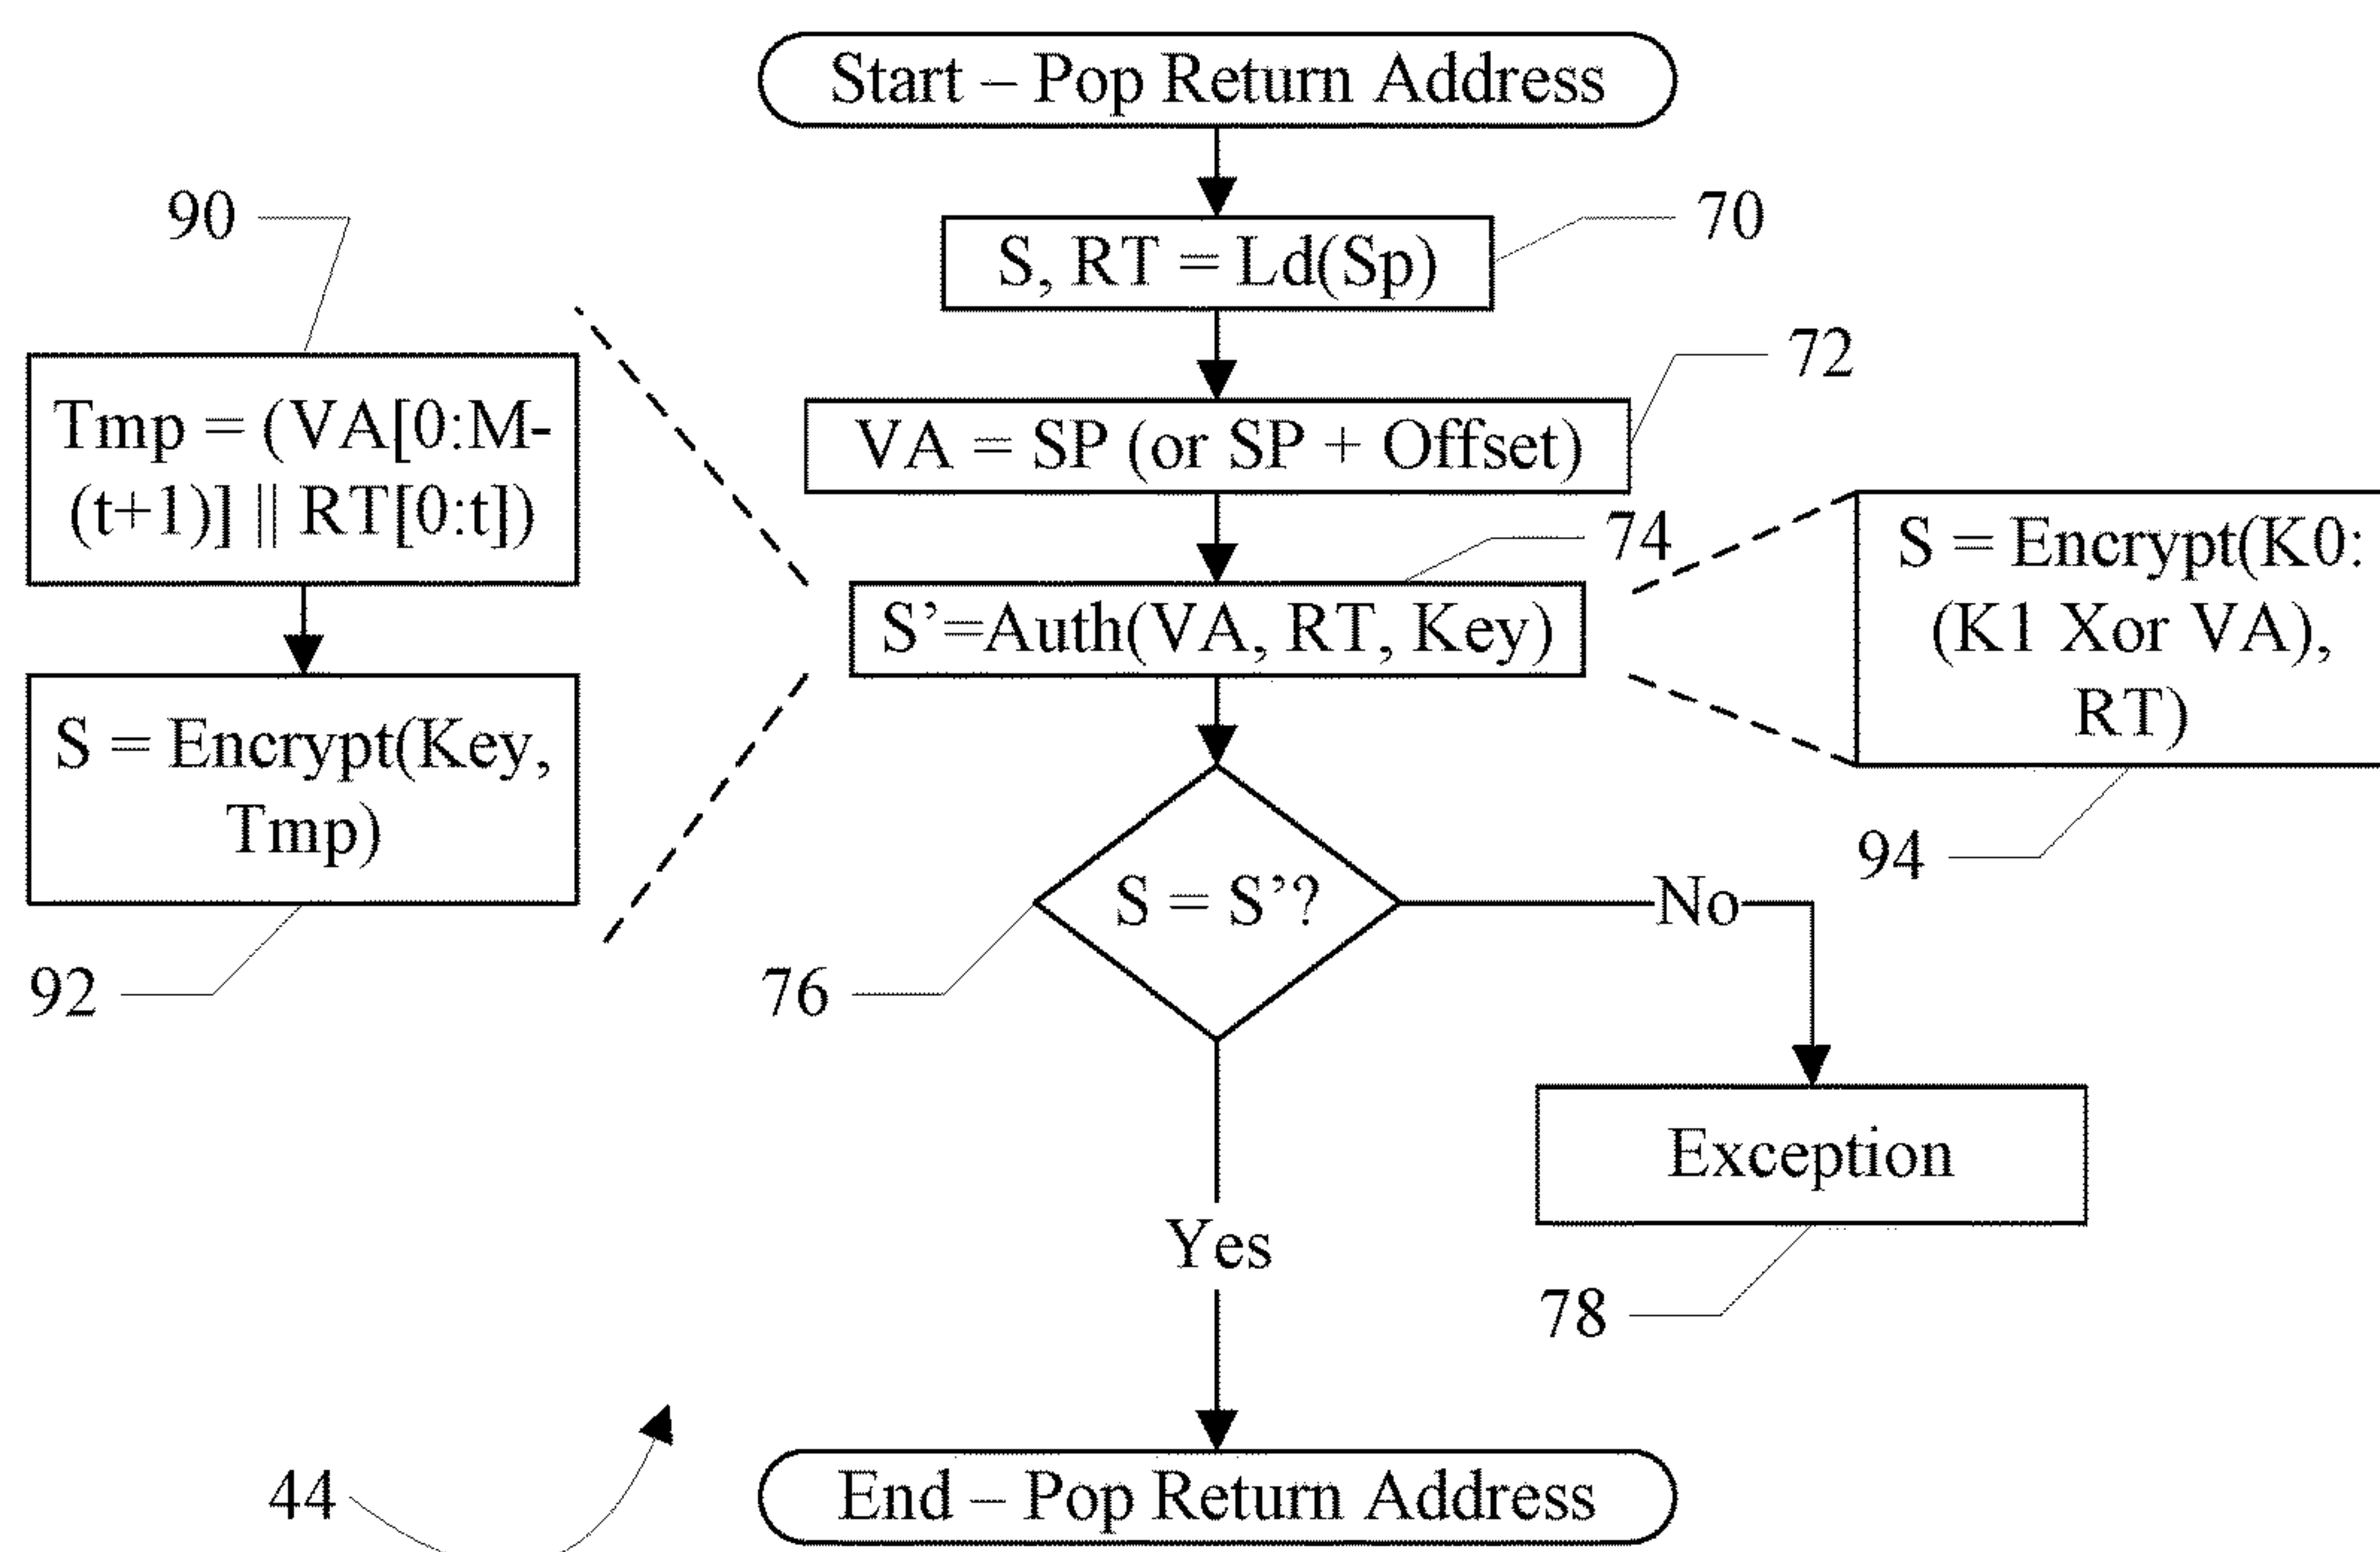 Start – Pop Return Address
90
70
S, RT = Ld(Sp)
72
Tmp = (VA[0:M-
(t+1)] || RT[0:t])
VA = SP (or SP + Offset)
74
S = Encrypt(K0:
(K1 Xor VA),
RT)
S’=Auth(VA, RT, Key)
S = Encrypt(Key,
Tmp)
94
S = S’?
No
92
76
Exception
Yes
78
44
End – Pop Return Address